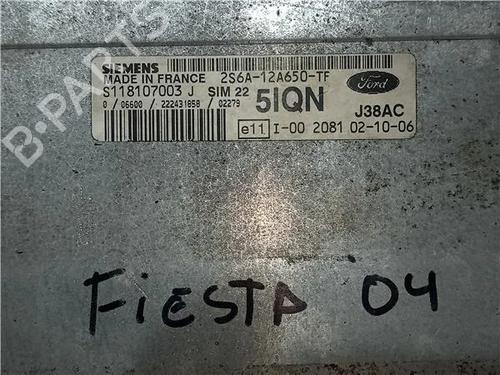 B-PARTS
SIEMENS
MADE IN FRANCE 2S6A-12A650-TF
S118107003 J SIM 22
0 / 06600 / 222431658 / 02279
5IQN
Ford
J38AC
e11 I-00 2081 02-10-06
FIESTA 04